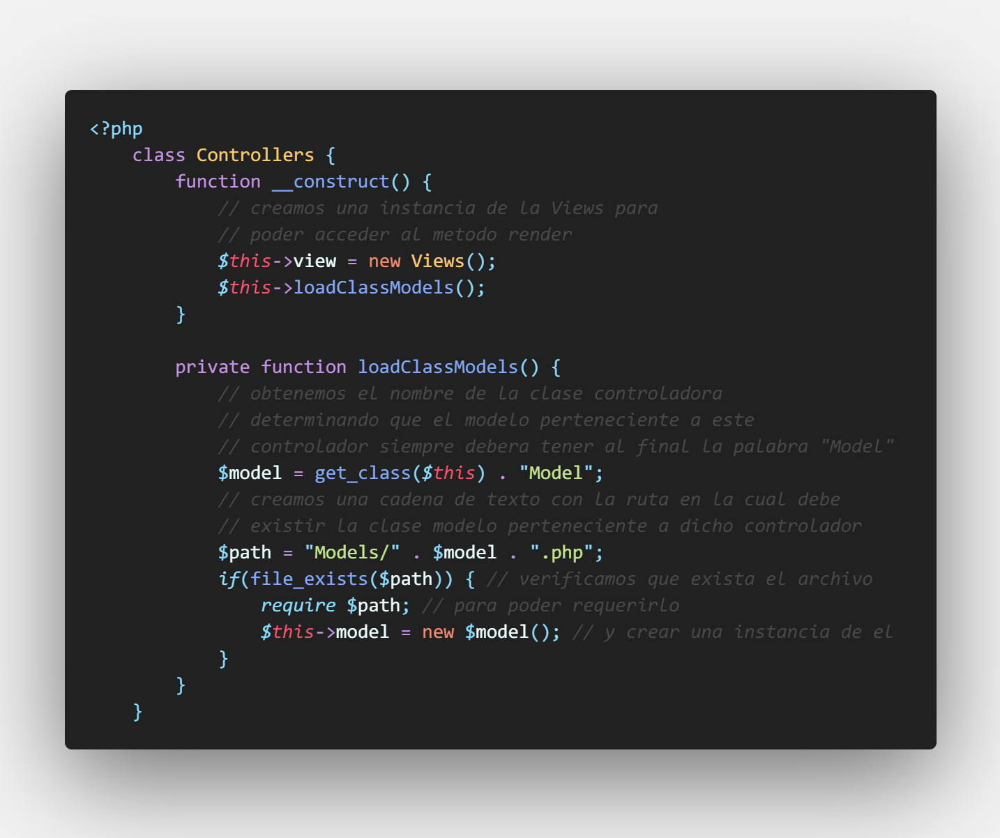 <?php
class Controllers {
function __construct() {
// creamos una instancia de la Views para
// poder acceder al metodo render
$this->view = new Views();
$this->loadClassModels();
}
private function loadClassModels() {
// obtenemos el nombre de la clase controladora
// determinando que el modelo perteneciente a este
// controlador siempre debera tener al final la palabra "Model"
$model = get_class($this) . "Model";
// creamos una cadena de texto con la ruta en la cual debe
// existir la clase modelo perteneciente a dicho controlador
$path = "Models/" . $model . ".php";
if(file_exists($path)) { // verificamos que exista el archivo
require $path; // para poder requerirlo
$this->model = new $model(); // y crear una instancia de el
}
}
}